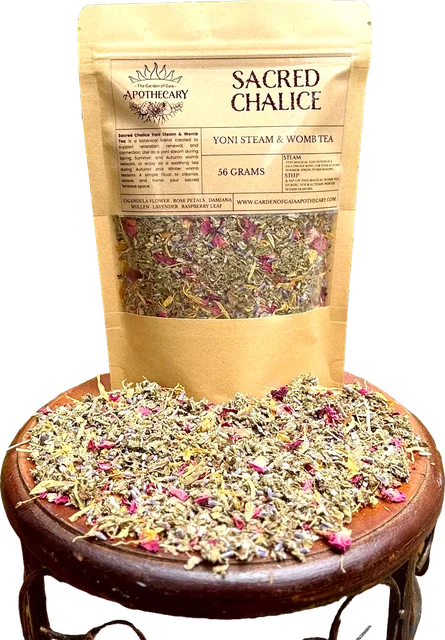 The Garden of Gaia
APOTHECARY
SACRED
CHALICE
Sacred Chalice Yoni Steam & Womb
Tea is a botanical blend created to
support relaxation, renewal, and
connection. Use as a yoni steam during
Spring, Summer, and Autumn womb
seasons, or enjoy as a soothing tea
during Autumn and Winter womb
seasons. A simple ritual to cleanse,
restore, and honor your sacred
feminine space.
YONI STEAM & WOMB TEA
56 GRAMS
STEAM
STEEP
CALENDULA FLOWER . ROSE PETALS . DAMIANA
MULLEN . LAVENDER . RASPBERRY LEAF
WWW.GARDENOFGAIAAPOTHECARY.COM